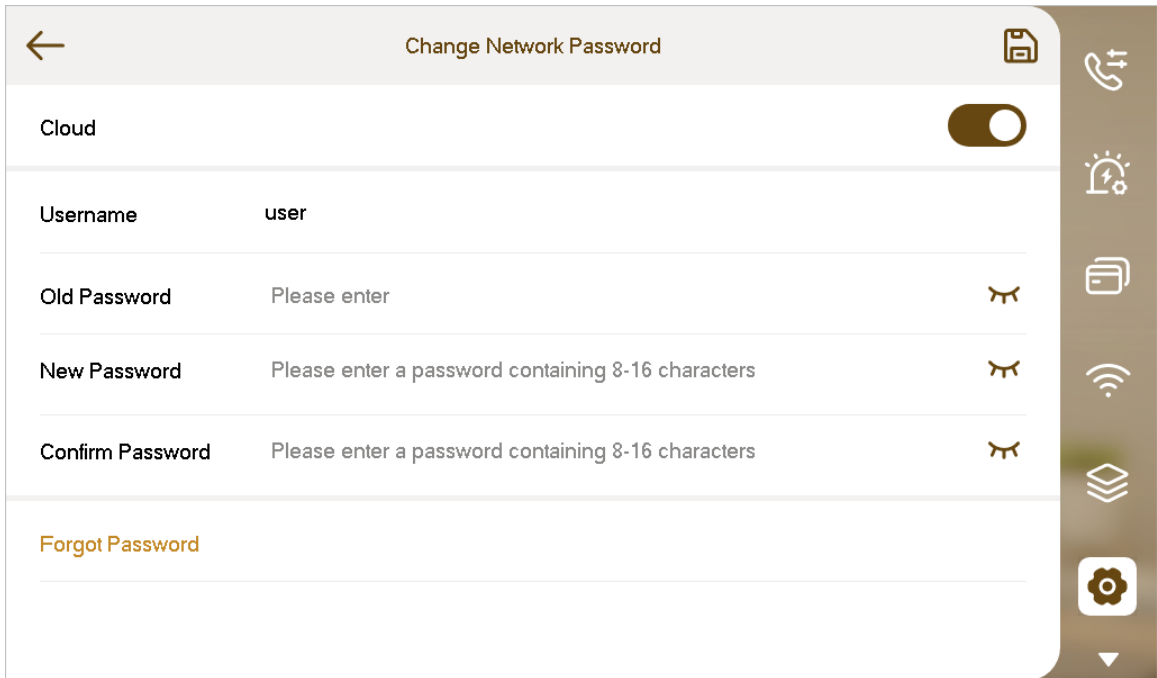 Change Network Password
Cloud
Username user
Old Password Please enter
New Password Please enter a password containing 8-16 characters
Confirm Password Please enter a password containing 8-16 characters
Forgot Password